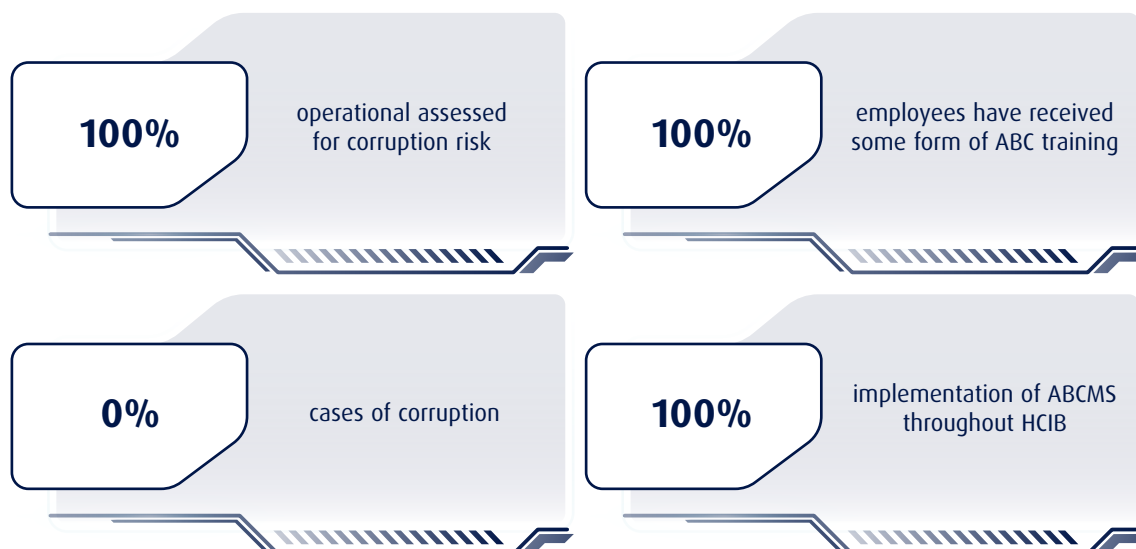 100%
operational assessed
for corruption risk
100%
employees have received
some form of ABC training
0%
cases of corruption
100%
implementation of ABCMS
throughout HCIB